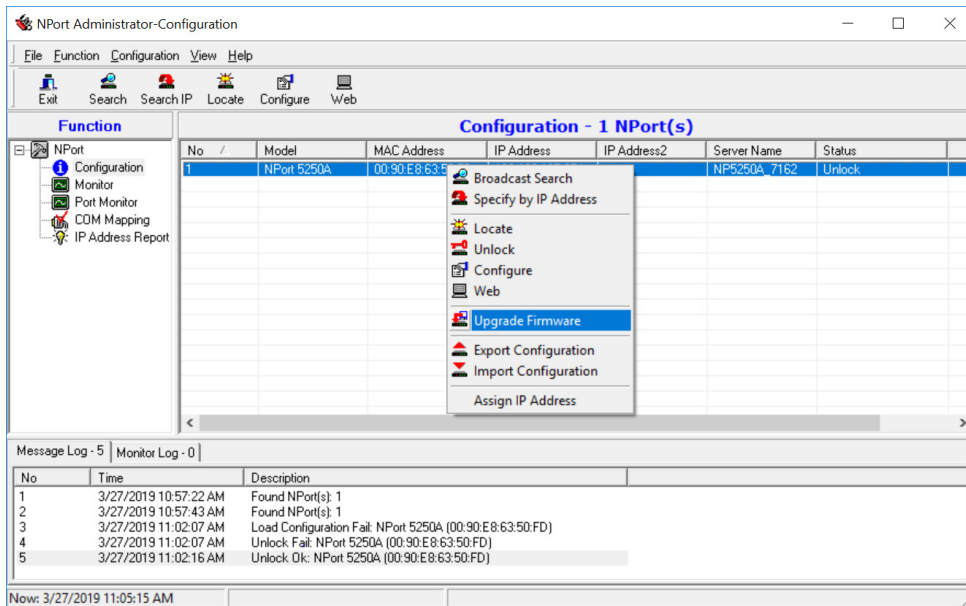 NPort Administrator-Configuration
File Function Configuration View Help
Exit Search Search IP Locate Configure Web
Function
Configuration - 1 NPort(s)
NPort
Configuration
Monitor
Port Monitor
COM Mapping
IP Address Report
No Model MAC Address IP Address IP Address2 Server Name Status
1 NPort 5250A 00:90:E8:63:5 NP5250A_7162 Unlock
Broadcast Search
Specify by IP Address
Locate
Unlock
Configure
Web
Upgrade Firmware
Export Configuration
Import Configuration
Assign IP Address
Message Log - 5 Monitor Log - 0
No Time Description
1 3/27/2019 10:57:22 AM Found NPort(s): 1
2 3/27/2019 10:57:43 AM Found NPort(s): 1
3 3/27/2019 11:02:07 AM Load Configuration Fail: NPort 5250A (00:90:E8:63:50:FD)
4 3/27/2019 11:02:07 AM Unlock Fail: NPort 5250A (00:90:E8:63:50:FD)
5 3/27/2019 11:02:16 AM Unlock Ok: NPort 5250A (00:90:E8:63:50:FD)
Now: 3/27/2019 11:05:15 AM